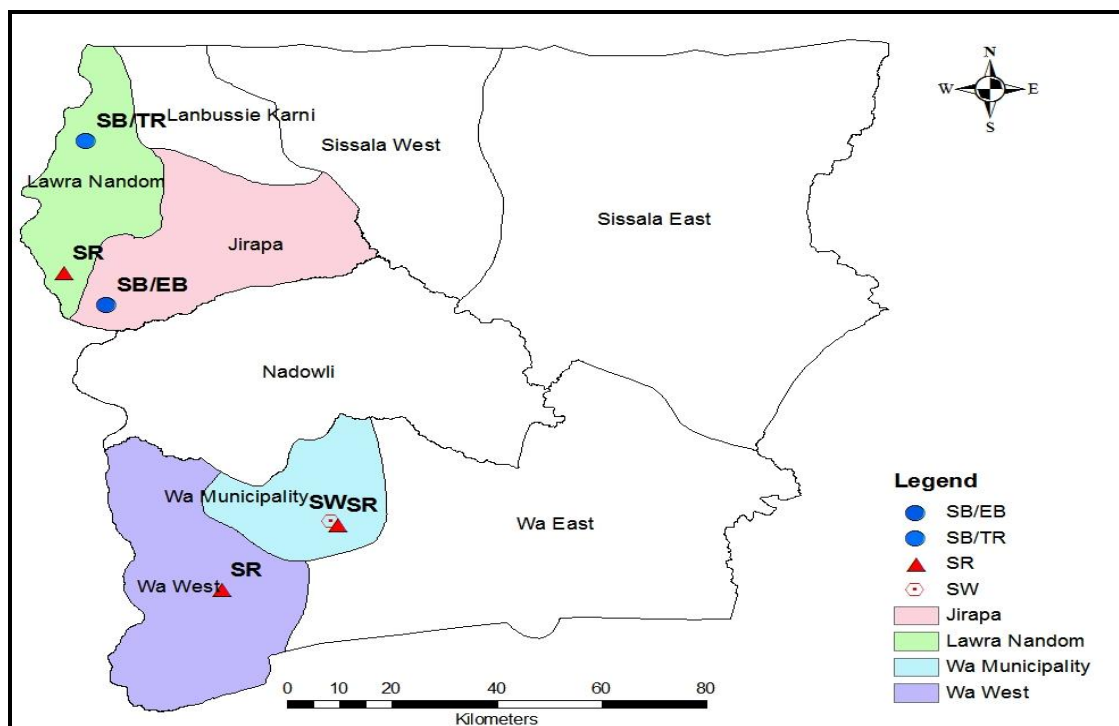 N
W E
S
SB/TR
Lanbussie Karni
Sissala West
Lawra Nandom
Sissala East
SR
Jirapa
SB/EB
Nadowli
Wa Municipality
SW SR
Wa East
SR
Wa West
Legend
SB/EB
SB/TR
SR
SW
Jirapa
Lawra Nandom
Wa Municipality
Wa West
0 10 20 40 60 80
Kilometers